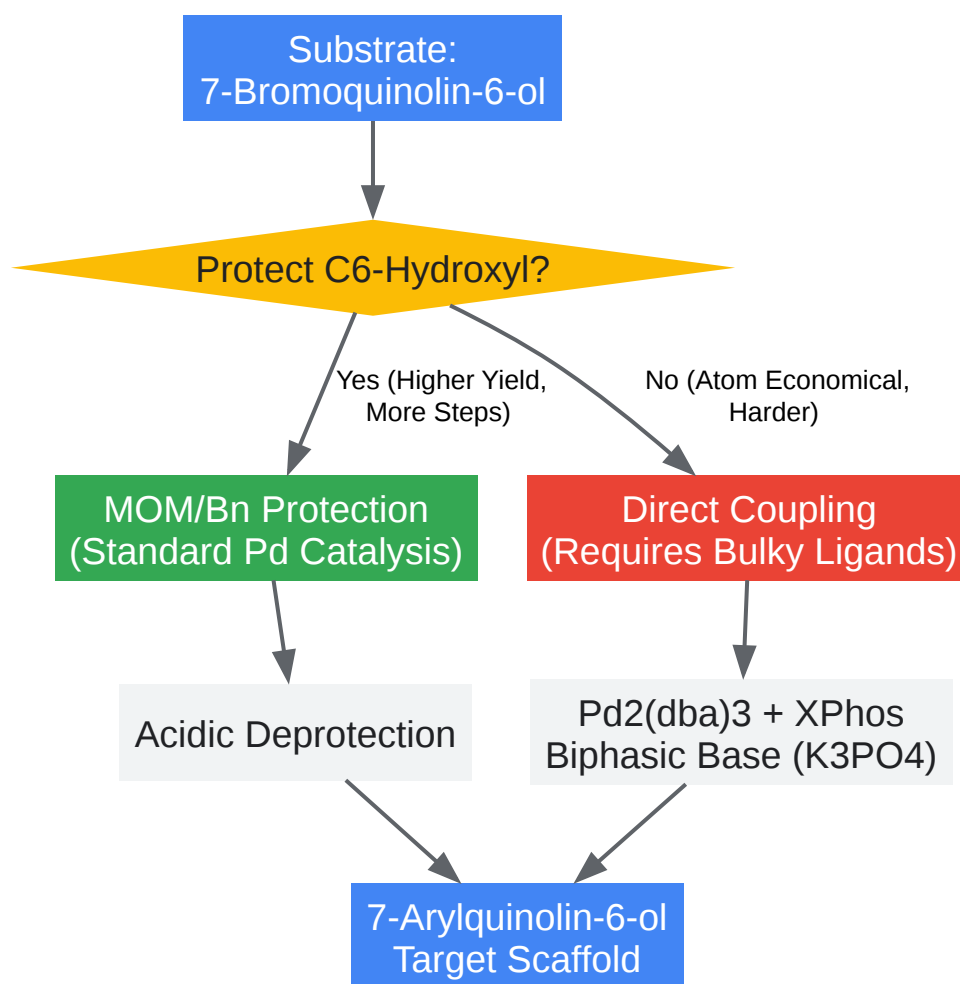 Substrate:
7-Bromoquinolin-6-ol
Protect C6-Hydroxyl?
Yes (Higher Yield,
More Steps)
No (Atom Economical,
Harder)
MOM/Bn Protection
(Standard Pd Catalysis)
Direct Coupling
(Requires Bulky Ligands)
Acidic Deprotection
Pd2(dba)3 + XPhos
Biphasic Base (K3PO4)
7-Arylquinolin-6-ol
Target Scaffold